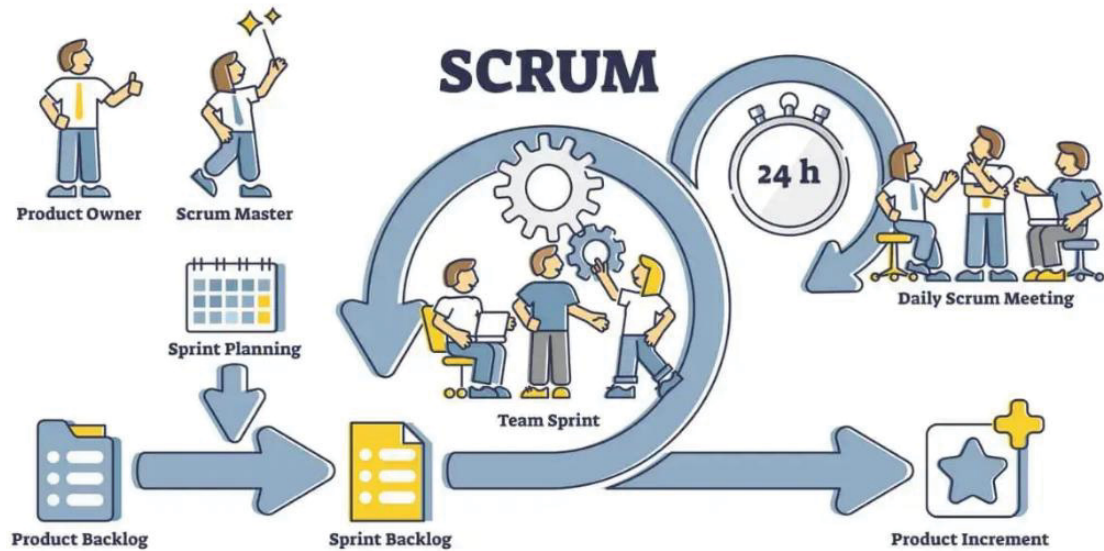 SCRUM
Product Owner
Scrum Master
24 h
Daily Scrum Meeting
Sprint Planning
Team Sprint
Product Backlog
Sprint Backlog
Product Increment